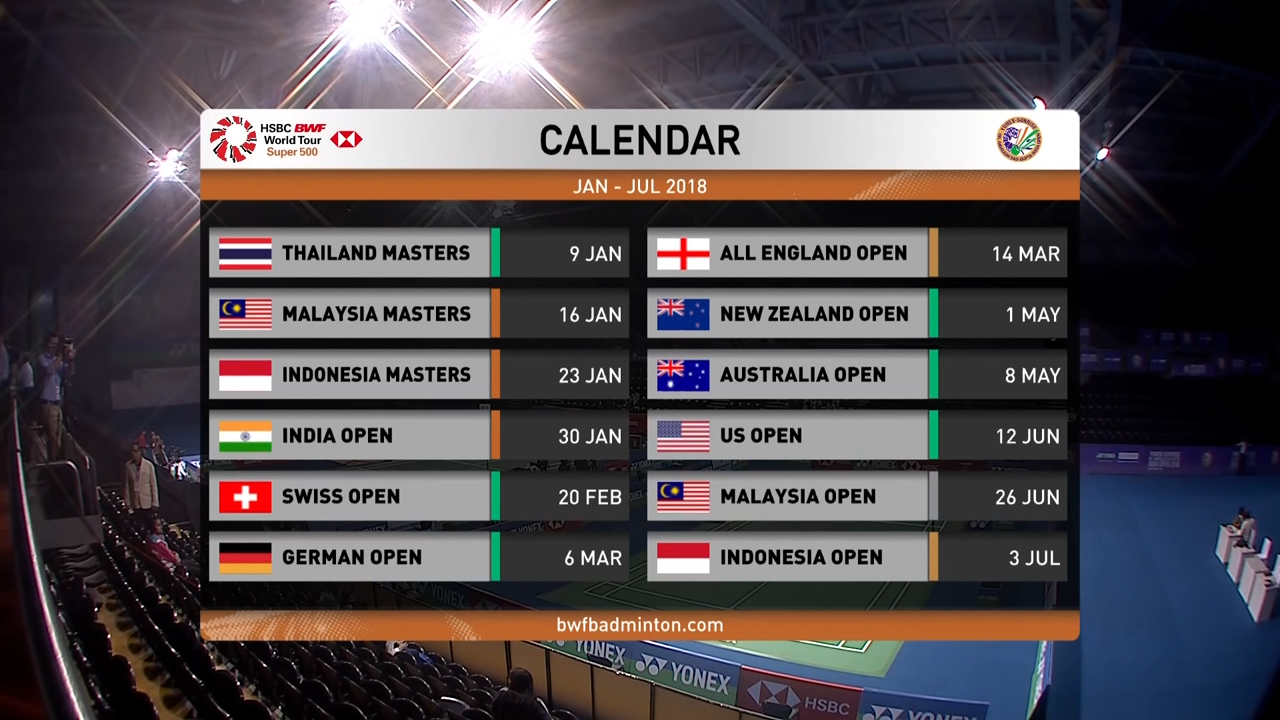 HSBC BWF
World Tour
Super 500
CALENDAR
JAN - JUL 2018
THAILAND MASTERS 9 JAN
MALAYSIA MASTERS 16 JAN
INDONESIA MASTERS 23 JAN
INDIA OPEN 30 JAN
SWISS OPEN 20 FEB
GERMAN OPEN 6 MAR
ALL ENGLAND OPEN 14 MAR
NEW ZEALAND OPEN 1 MAY
AUSTRALIA OPEN 8 MAY
US OPEN 12 JUN
MALAYSIA OPEN 26 JUN
INDONESIA OPEN 3 JUL
bwfbadminton.com
YONEX
YONEX
YONEX
HSBC
YONEX